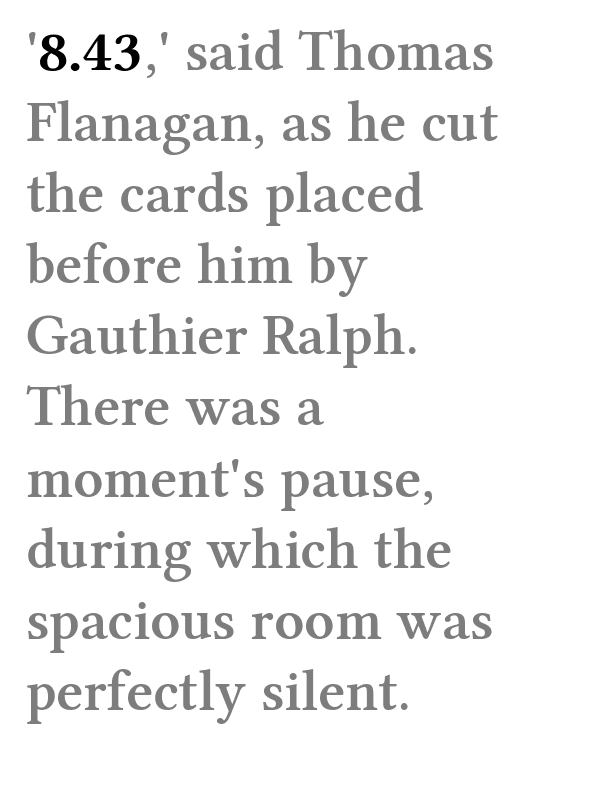 '8.43,' said Thomas
Flanagan, as he cut
the cards placed
before him by
Gauthier Ralph.
There was a
moment's pause,
during which the
spacious room was
perfectly silent.